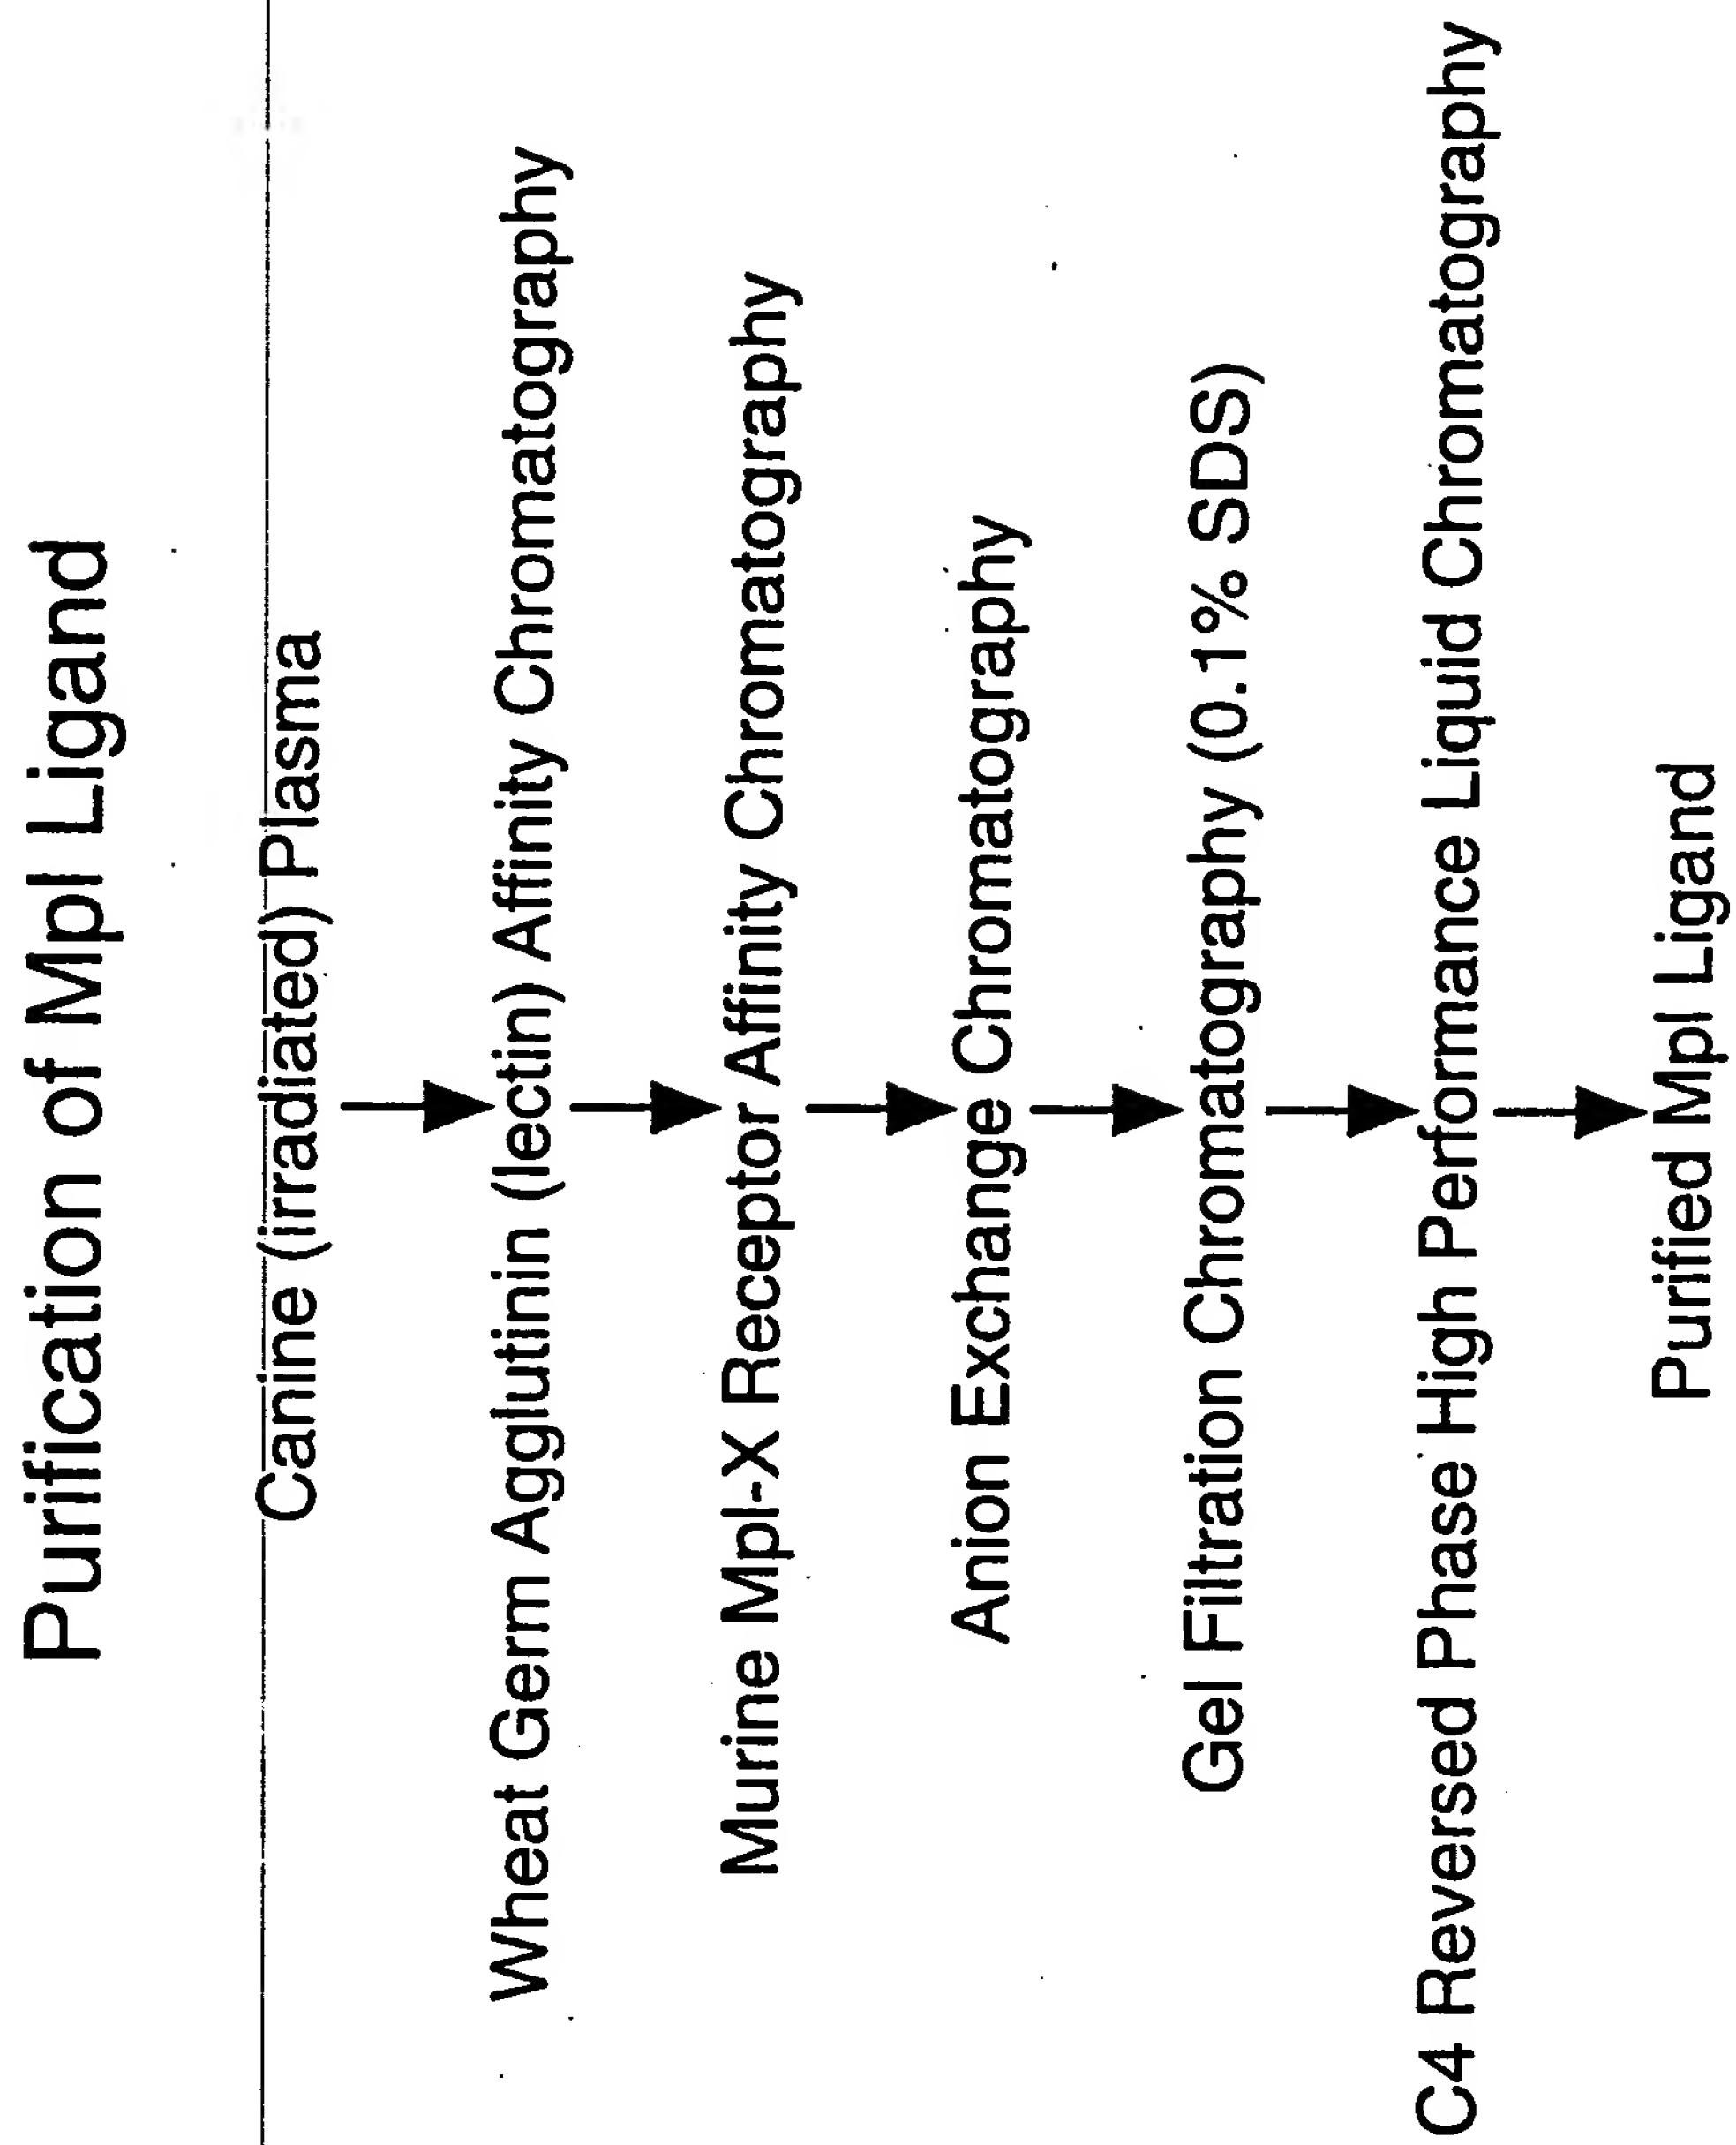 Purification of Mpl Ligand
Canine (irradiated) Plasma
Wheat Germ Agglutinin (lectin) Affinity Chromatography
Murine Mpl-X Receptor Affinity Chromatography
Anion Exchange Chromatography
Gel Filtration Chromatography (0.1% SDS)
C4 Reversed Phase High Performance Liquid Chromatography
Purified Mpl Ligand